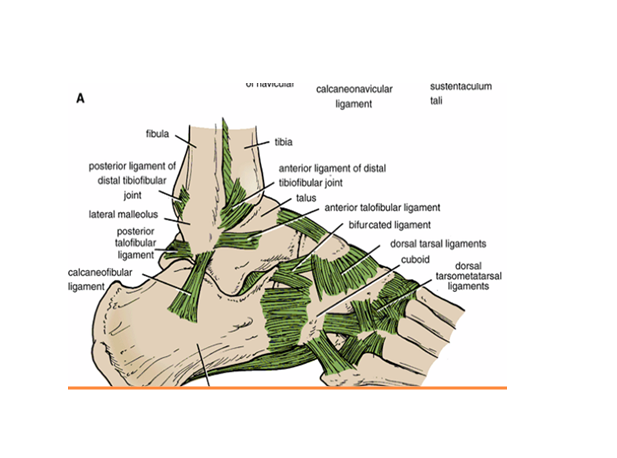 of navicular
calcaneonavicular
ligament
sustentaculum
tali
A
fibula
tibia
posterior ligament of
distal tibiofibular
joint
anterior ligament of distal
tibiofibular joint
talus
lateral malleolus
anterior talofibular ligament
posterior
talofibular
ligament
bifurcated ligament
dorsal tarsal ligaments
cuboid
calcaneofibular
ligament
dorsal
tarsometatarsal
ligaments